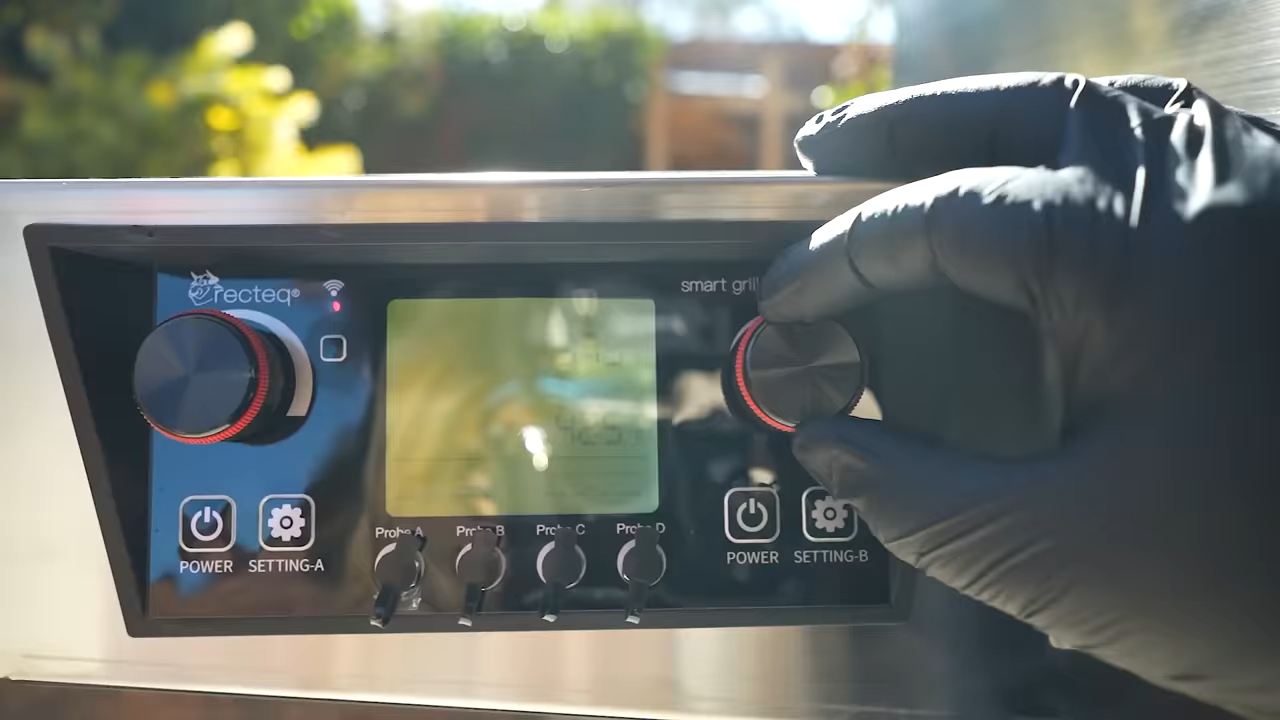 recteq®
smart grill
Probe A
Probe B
Probe C
Probe D
POWER
SETTING-A
POWER
SETTING-B